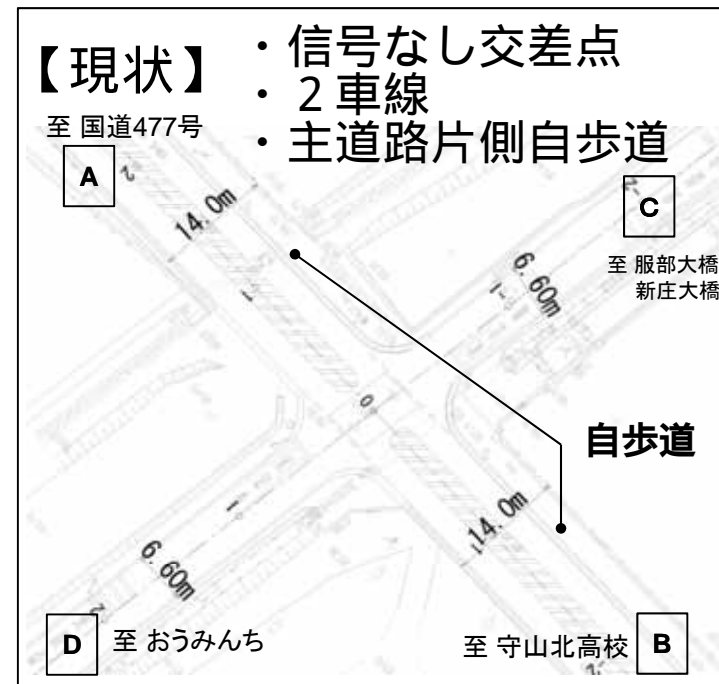 【現状】
・信号なし交差点
・２車線
・主道路片側自歩道
至 国道477号
A
14.0m
C
至 服部大橋
新庄大橋
6.60m
自歩道
0
14.0m
6.60m
D
至 おうみんち
至 守山北高校
B